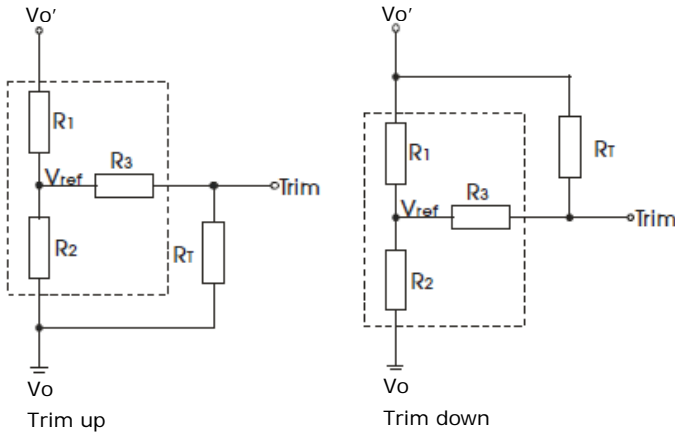 Vo′
R1
Vref
R3
Trim
R2
RT
Vo
Trim up
Vo′
R1
RT
Vref
R3
Trim
R2
Vo
Trim down